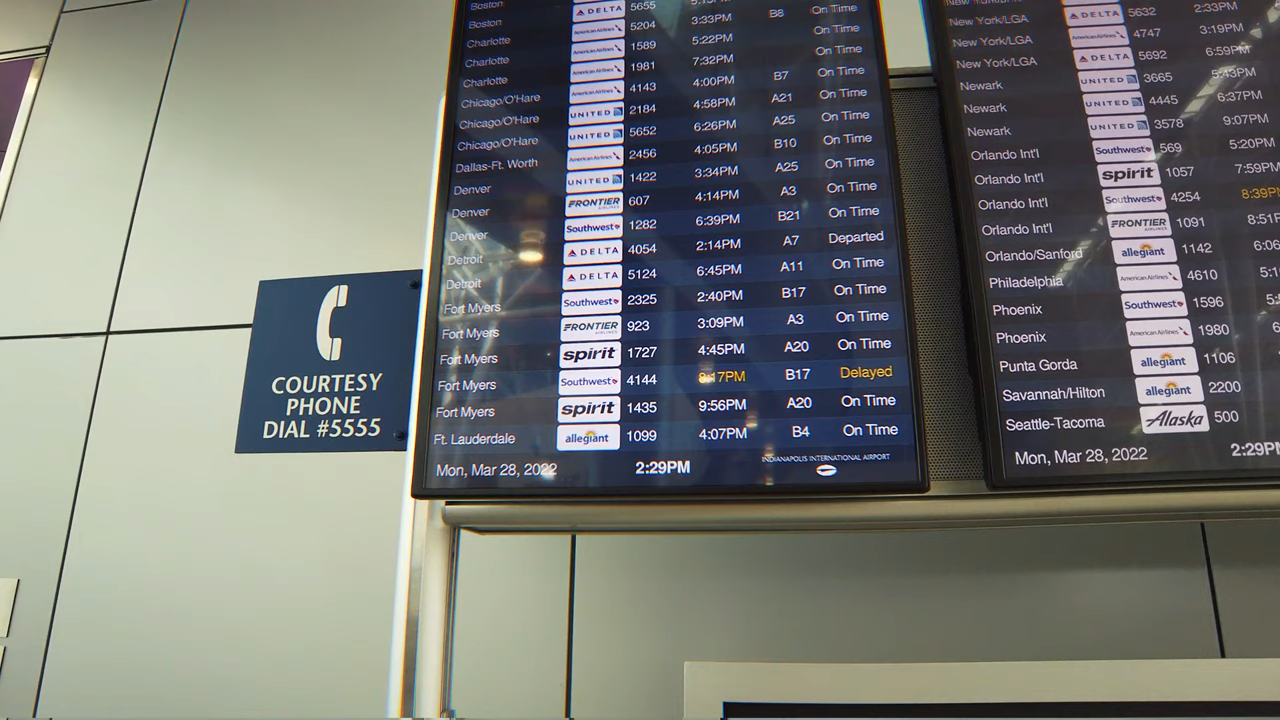 Boston
Boston DELTA 5655
Charlotte American Airlines 5204 3:33PM B8 On Time
Charlotte American Airlines 1589 5:22PM On Time
Charlotte American Airlines 1981 7:32PM On Time
Chicago/O'Hare American Airlines 4143 4:00PM B7 On Time
Chicago/O'Hare UNITED 2184 4:58PM A21 On Time
Chicago/O'Hare UNITED 5652 6:26PM A25 On Time
Dallas-Ft. Worth American Airlines 2456 4:05PM B10 On Time
Denver UNITED 1422 3:34PM A25 On Time
Denver FRONTIER AIRLINES 607 4:14PM A3 On Time
Denver Southwest 1282 6:39PM B21 On Time
Detroit DELTA 4054 2:14PM A7 Departed
Detroit DELTA 5124 6:45PM A11 On Time
Fort Myers Southwest 2325 2:40PM B17 On Time
Fort Myers FRONTIER AIRLINES 923 3:09PM A3 On Time
Fort Myers spirit 1727 4:45PM A20 On Time
Fort Myers Southwest 4144 8:17PM B17 Delayed
Fort Myers spirit 1435 9:56PM A20 On Time
Ft. Lauderdale allegiant 1099 4:07PM B4 On Time
Mon, Mar 28, 2022 2:29PM INDIANAPOLIS INTERNATIONAL AIRPORT
New York/LGA DELTA 5632 2:33PM
New York/LGA American Airlines 4747 3:19PM
New York/LGA DELTA 5692 6:59PM
Newark UNITED 3665 5:43PM
Newark UNITED 4445 6:37PM
Newark UNITED 3578 9:07PM
Orlando Int'l Southwest 569 5:20PM
Orlando Int'l spirit 1057 7:59PM
Orlando Int'l Southwest 4254 8:39P
Orlando Int'l FRONTIER AIRLINES 1091 8:51
Orlando/Sanford allegiant 1142
Philadelphia American Airlines 4610
Phoenix Southwest 1596
Phoenix American Airlines 1980
Punta Gorda allegiant 1106
Savannah/Hilton allegiant 2200
Seattle-Tacoma Alaska 500
Mon, Mar 28, 2022 2:29P
COURTESY
PHONE
DIAL #5555